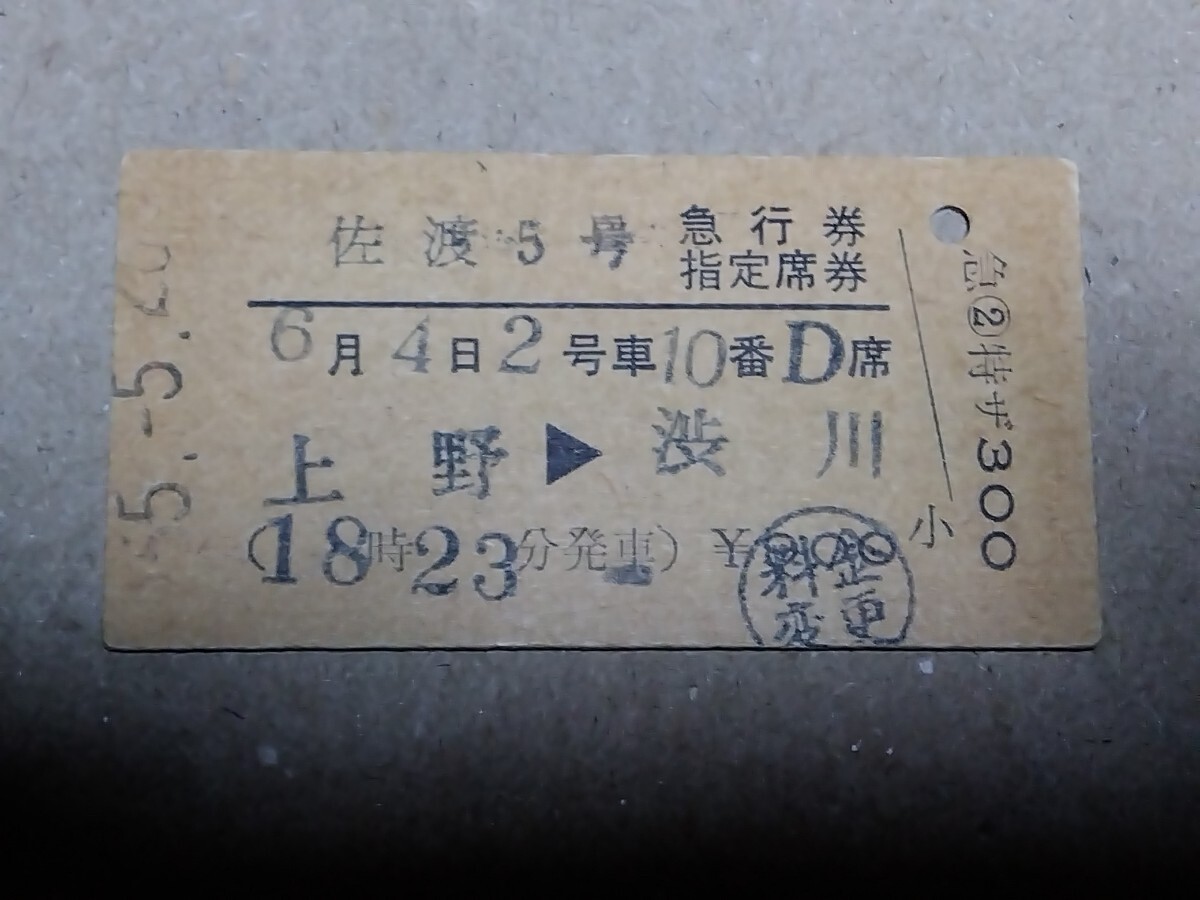 佐渡5号 急行券
指定席券
6月4日2号車10番D席
上野▶渋川
(18時23分発車) ¥
料金
変更
小
急②特ザ300
5.-5.